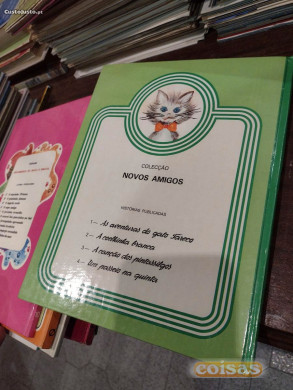 CustoJusto.pt
COLECÇÃO
NOVOS AMIGOS
HISTÓRIAS PUBLICADAS
1 — As aventuras do gato Tareco
2 — A coelhinha branca
3 — A canção dos pintassilgos
4 — Um passeio na quinta
coisas